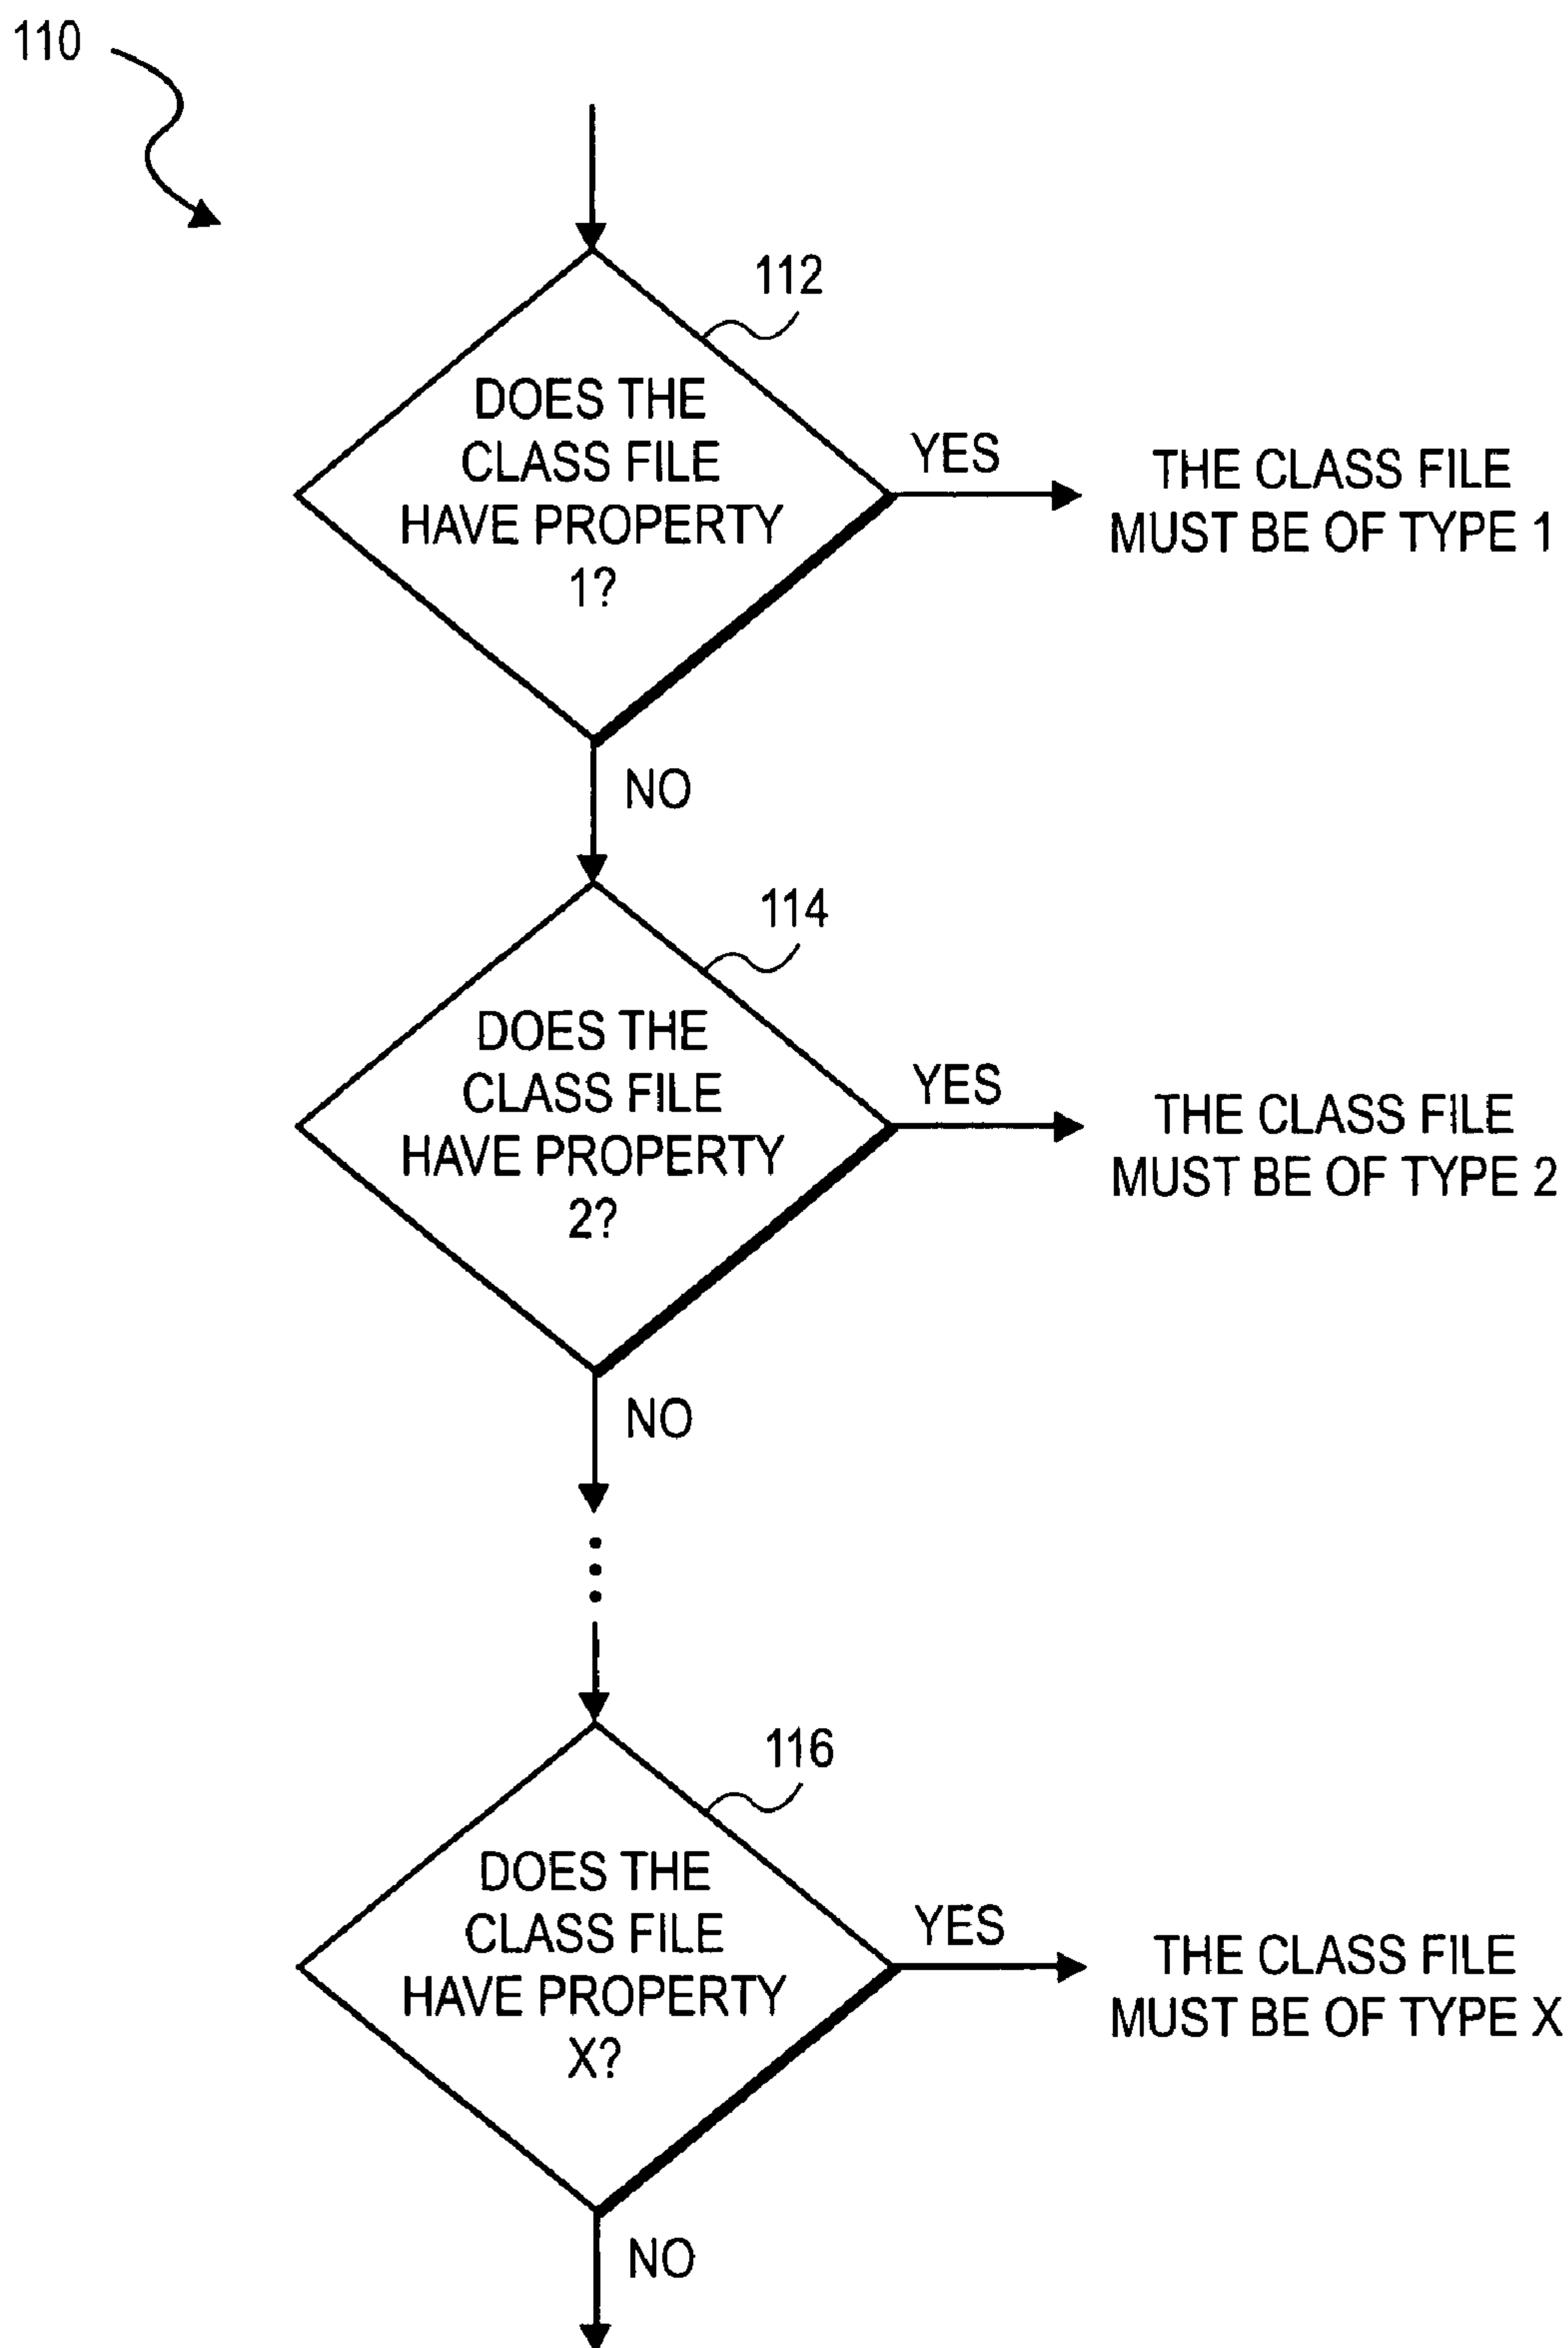 110
112
DOES THE
CLASS FILE
HAVE PROPERTY
1?
YES
THE CLASS FILE
MUST BE OF TYPE 1
NO
114
DOES THE
CLASS FILE
HAVE PROPERTY
2?
YES
THE CLASS FILE
MUST BE OF TYPE 2
NO
116
DOES THE
CLASS FILE
HAVE PROPERTY
X?
YES
THE CLASS FILE
MUST BE OF TYPE X
NO